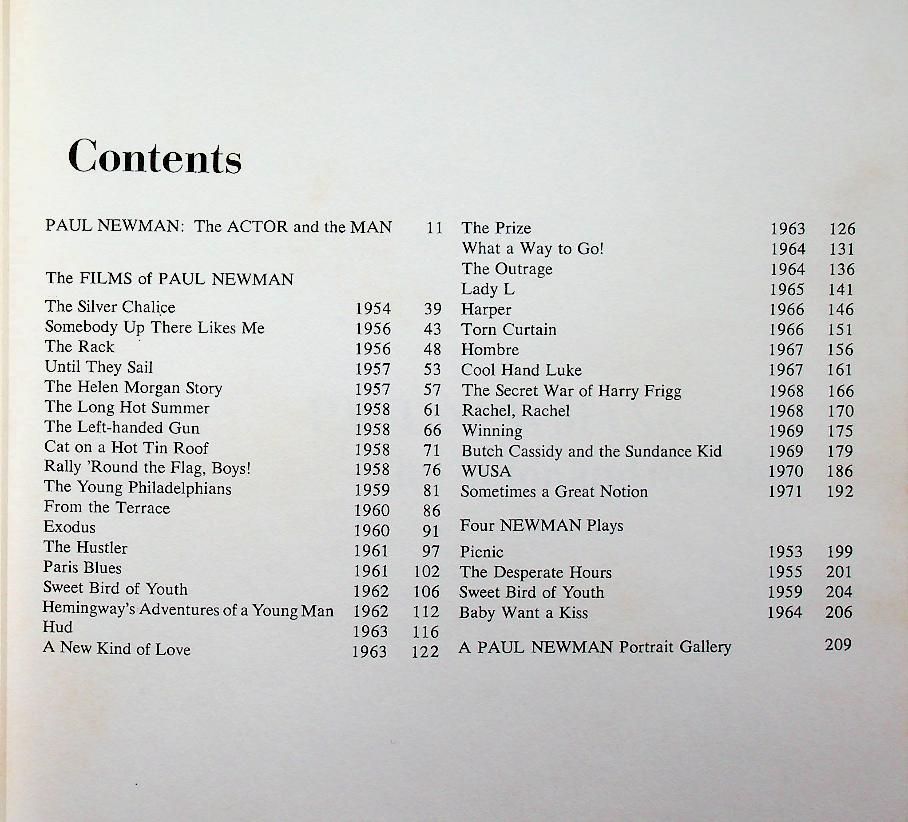 Contents
PAUL NEWMAN: The ACTOR and the MAN 11
The FILMS of PAUL NEWMAN
The Silver Chalice 1954 39
Somebody Up There Likes Me 1956 43
The Rack 1956 48
Until They Sail 1957 53
The Helen Morgan Story 1957 57
The Long Hot Summer 1958 61
The Left-handed Gun 1958 66
Cat on a Hot Tin Roof 1958 71
Rally 'Round the Flag, Boys! 1958 76
The Young Philadelphians 1959 81
From the Terrace 1960 86
Exodus 1960 91
The Hustler 1961 97
Paris Blues 1961 102
Sweet Bird of Youth 1962 106
Hemingway's Adventures of a Young Man 1962 112
Hud 1963 116
A New Kind of Love 1963 122
The Prize 1963 126
What a Way to Go! 1964 131
The Outrage 1964 136
Lady L 1965 141
Harper 1966 146
Torn Curtain 1966 151
Hombre 1967 156
Cool Hand Luke 1967 161
The Secret War of Harry Frigg 1968 166
Rachel, Rachel 1968 170
Winning 1969 175
Butch Cassidy and the Sundance Kid 1969 179
WUSA 1970 186
Sometimes a Great Notion 1971 192
Four NEWMAN Plays
Picnic 1953 199
The Desperate Hours 1955 201
Sweet Bird of Youth 1959 204
Baby Want a Kiss 1964 206
A PAUL NEWMAN Portrait Gallery 209